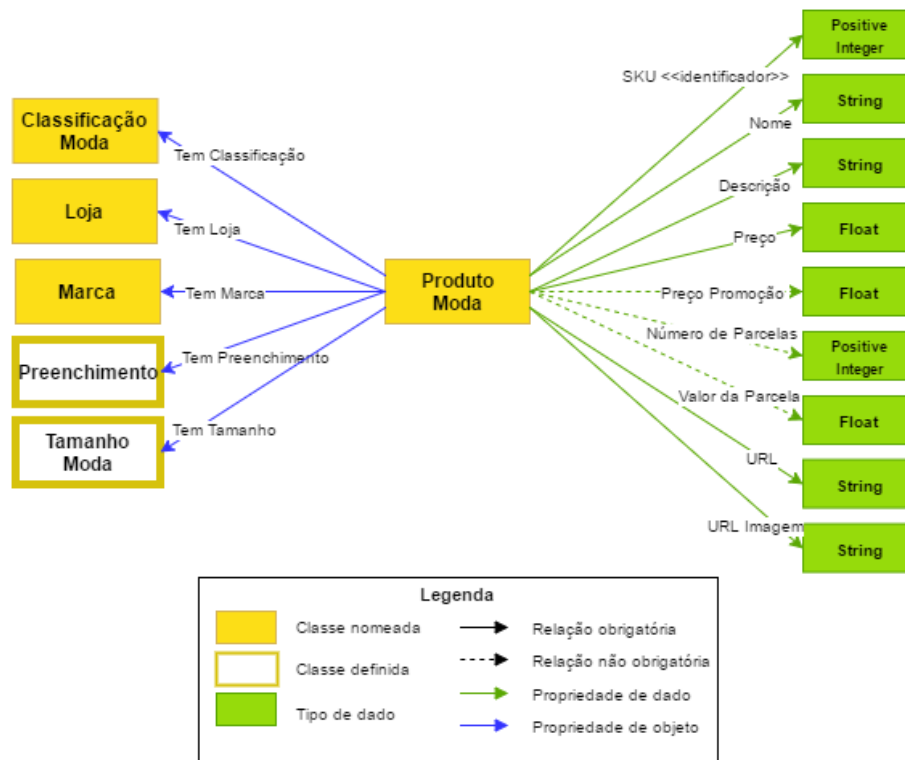 Positive
Integer
SKU <<identificador>>
String
Nome
Classificação
Moda
Tem Classificação
String
Descrição
Loja
Tem Loja
Float
Preço
Marca
Tem Marca
Produto
Moda
Preço Promoção
Float
Número de Parcelas
Positive
Integer
Preenchimento
Tem Preenchimento
Valor da Parcela
Float
Tamanho
Moda
Tem Tamanho
URL
String
URL Imagem
String
Legenda
Classe nomeada
Relação obrigatória
Classe definida
Relação não obrigatória
Propriedade de dado
Tipo de dado
Propriedade de objeto